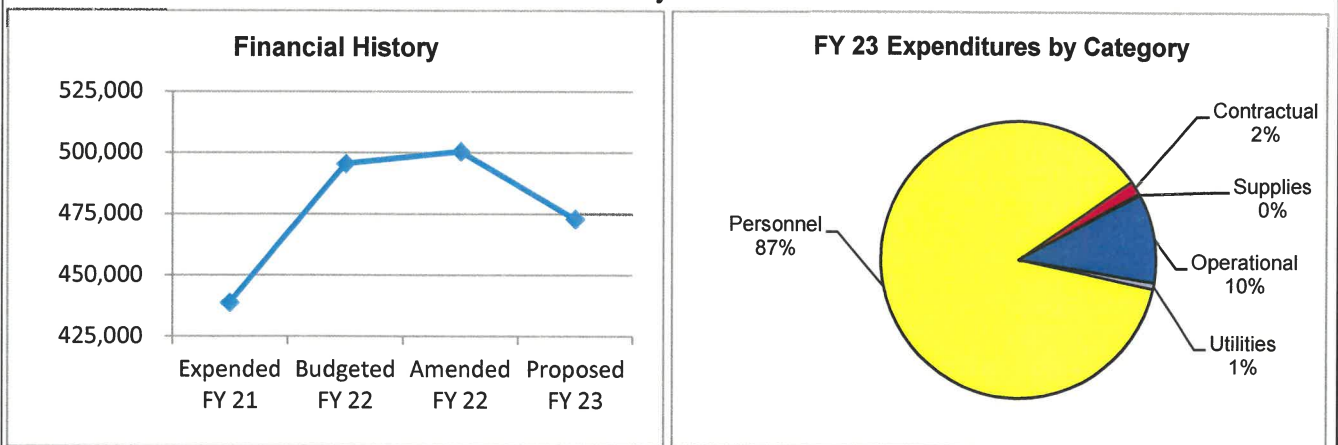 Financial History
525,000
500,000
475,000
450,000
425,000
Expended Budgeted Amended Proposed
FY 21 FY 22 FY 22 FY 23
FY 23 Expenditures by Category
Contractual
2%
Supplies
0%
Personnel
87%
Operational
10%
Utilities
1%